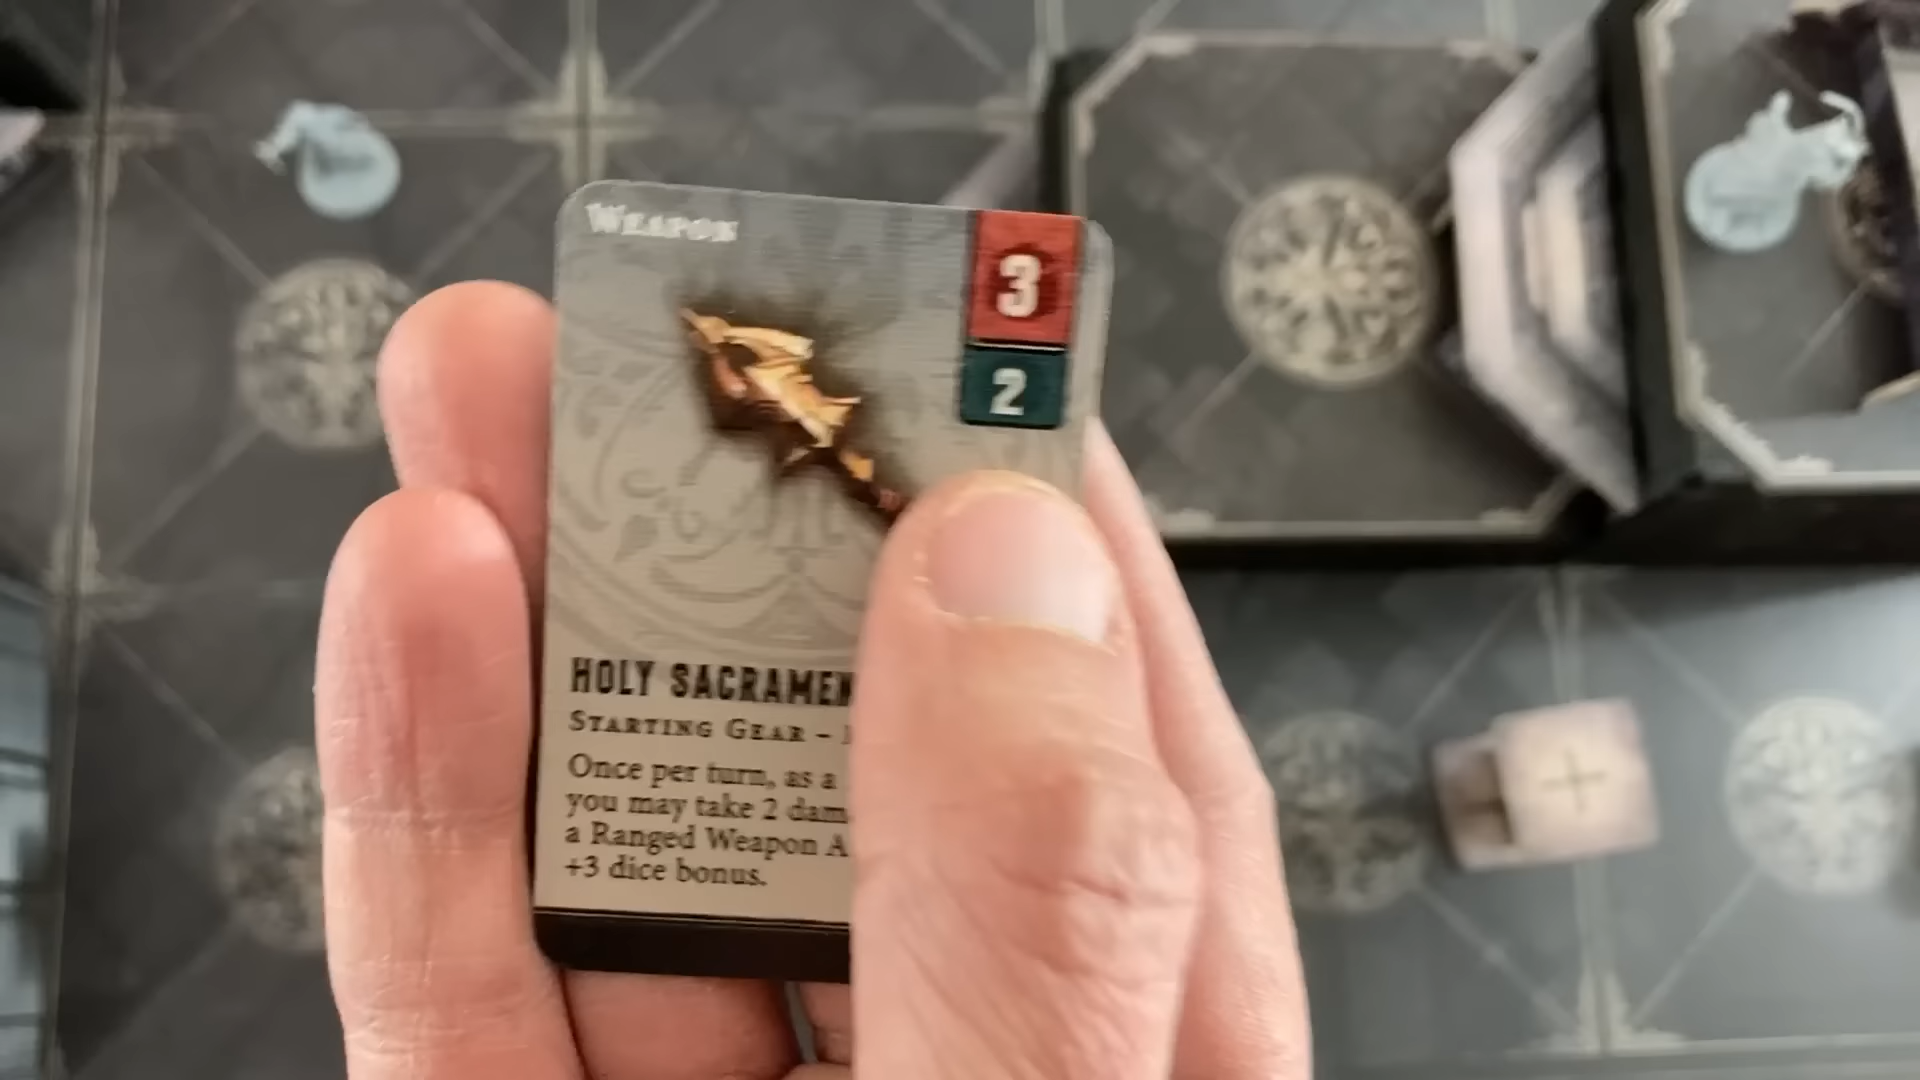 WEAPON
3
2
HOLY SACRAMEN
STARTING GEAR –
Once per turn, as a
you may take 2 dam
a Ranged Weapon A
+3 dice bonus.